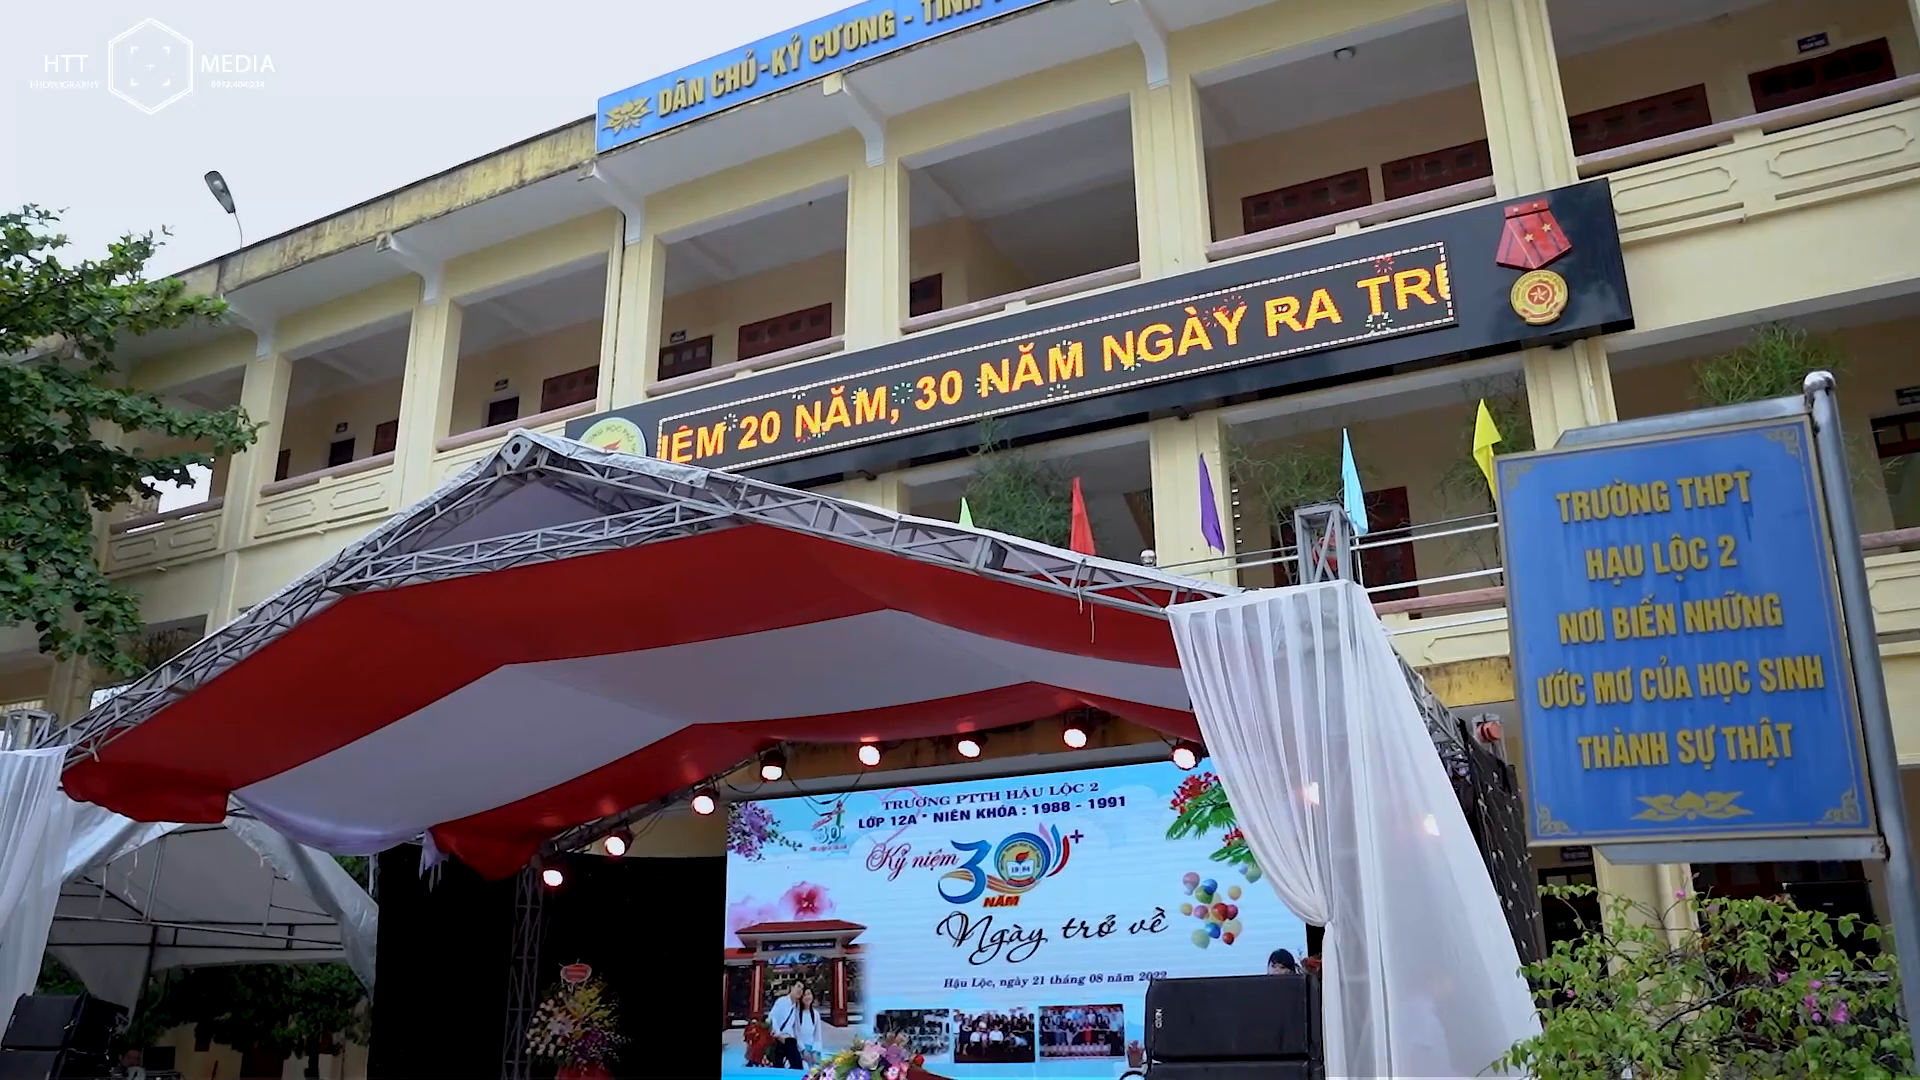 HTT MEDIA
PHOTOGRAPHY
DÂN CHỦ - KỶ CƯƠNG - TÌNH
IỆM 20 NĂM, 30 NĂM NGÀY RA TRƯ
TRƯỜNG THPT
HẬU LỘC 2
NƠI BIẾN NHỮNG
ƯỚC MƠ CỦA HỌC SINH
THÀNH SỰ THẬT
TRƯỜNG PTTH HẬU LỘC 2
LỚP 12A * NIÊN KHÓA : 1988 - 1991
Kỷ niệm
30+
NĂM
Ngày trở về
Hậu Lộc, ngày 21 tháng 08 năm 2022